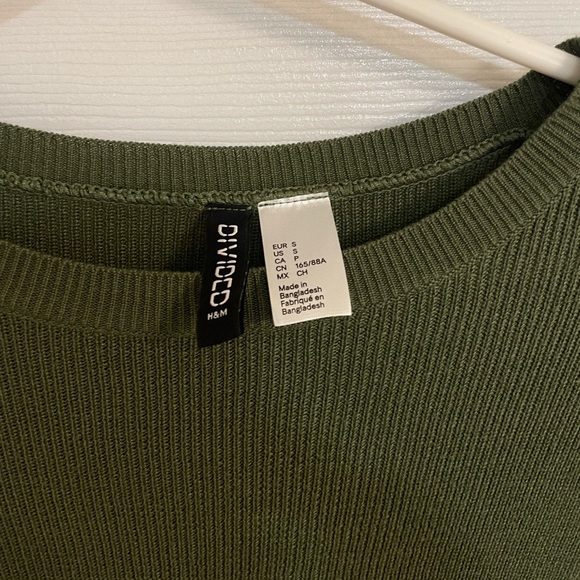 DIVIDED
H&M
EUR S
US S
CA P
CN 165/88A
MX CH
Made in
Bangladesh
Fabriqué en
Bangladesh